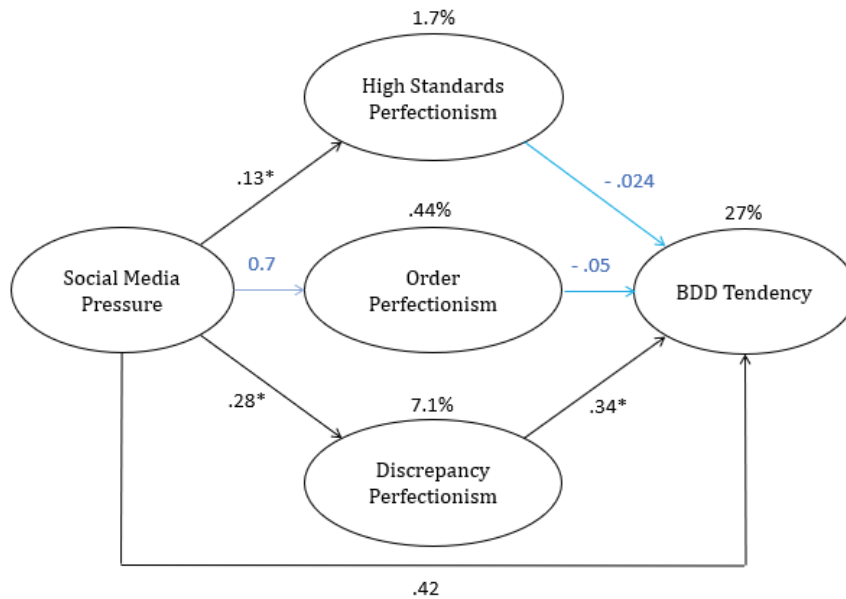 1.7%
High Standards
Perfectionism
.13*
- .024
.44%
27%
Social Media
Pressure
0.7
Order
Perfectionism
- .05
BDD Tendency
.28*
7.1%
.34*
Discrepancy
Perfectionism
.42